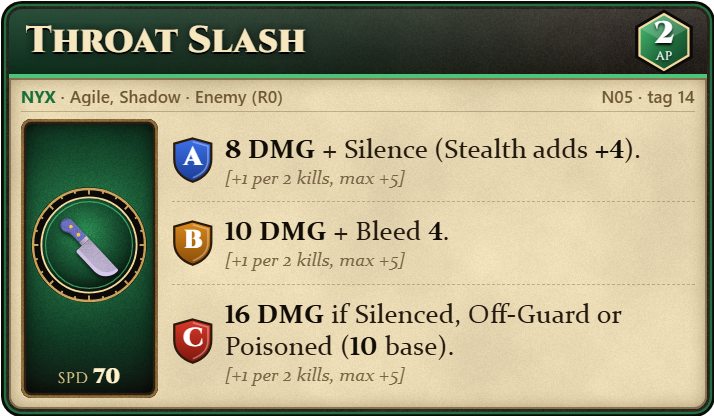 THROAT SLASH
2
AP
NYX · Agile, Shadow · Enemy (R0)
N05 · tag 14
A
8 DMG + Silence (Stealth adds +4).
[+1 per 2 kills, max +5]
B
10 DMG + Bleed 4.
[+1 per 2 kills, max +5]
C
16 DMG if Silenced, Off-Guard or
Poisoned (10 base).
[+1 per 2 kills, max +5]
SPD 70